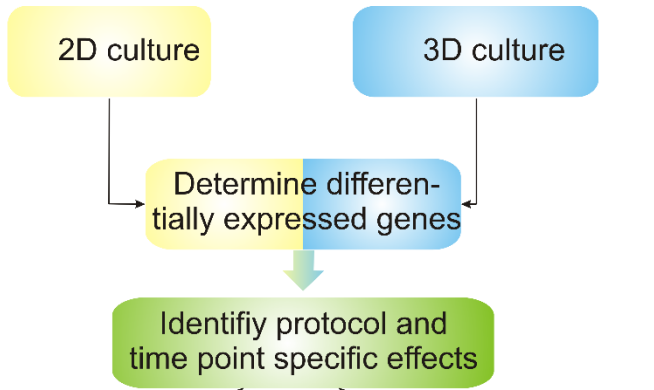 2D culture
3D culture
Determine differen-
tially expressed genes
Identifiy protocol and
time point specific effects